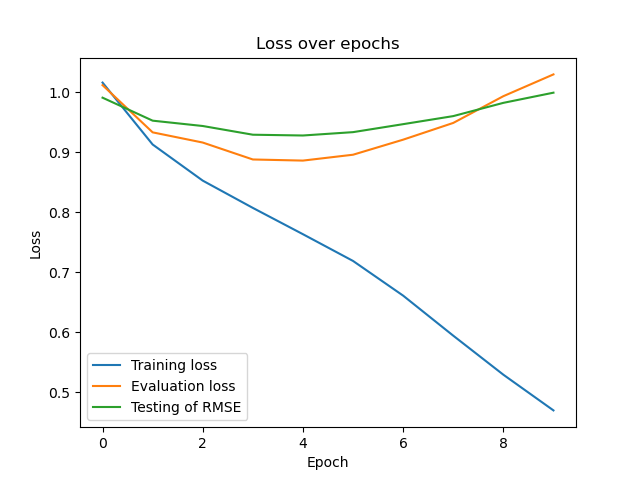 Loss over epochs
1.0
0.9
0.8
0.7
0.6
0.5
Loss
Training loss
Evaluation loss
Testing of RMSE
0 2 4 6 8
Epoch